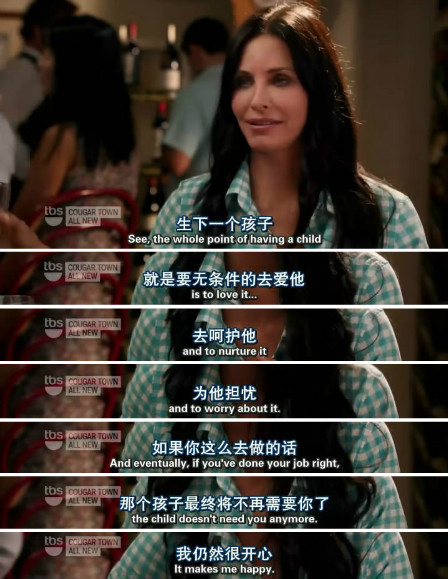 tbs
COUGAR TOWN
ALL NEW
生下一个孩子
See, the whole point of having a child
tbs
COUGAR TOWN
ALL NEW
就是要无条件的去爱他
is to love it...
tbs
COUGAR TOWN
ALL NEW
去呵护他
and to nurture it
tbs
COUGAR TOWN
ALL NEW
为他担忧
and to worry about it.
tbs
COUGAR TOWN
ALL NEW
如果你这么去做的话
And eventually, if you've done your job right,
tbs
COUGAR TOWN
ALL NEW
那个孩子最终将不再需要你了
the child doesn't need you anymore.
tbs
COUGAR TOWN
ALL NEW
我仍然很开心
It makes me happy.